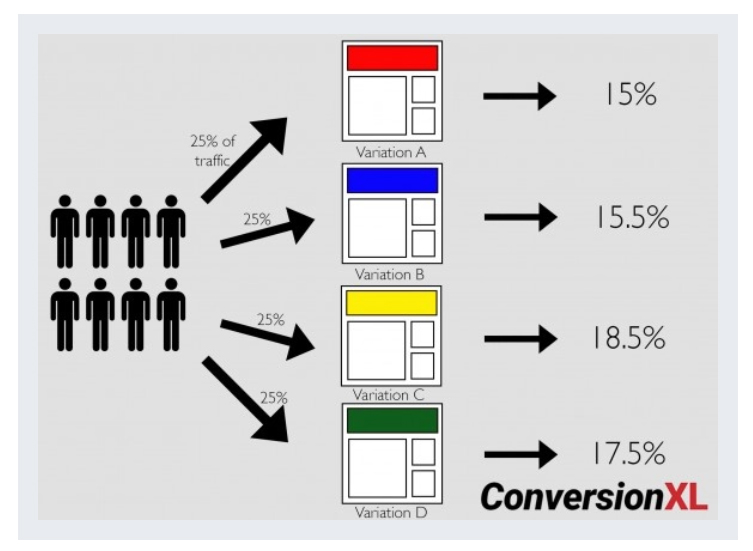 25% of
traffic
Variation A
15%
25%
Variation B
15.5%
25%
Variation C
18.5%
25%
Variation D
17.5%
ConversionXL